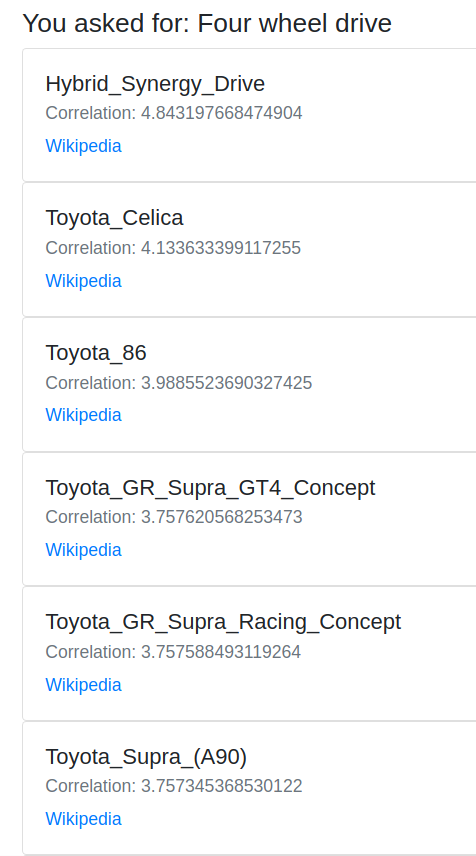 You asked for: Four wheel drive
Hybrid_Synergy_Drive
Correlation: 4.843197668474904
Wikipedia
Toyota_Celica
Correlation: 4.133633399117255
Wikipedia
Toyota_86
Correlation: 3.9885523690327425
Wikipedia
Toyota_GR_Supra_GT4_Concept
Correlation: 3.757620568253473
Wikipedia
Toyota_GR_Supra_Racing_Concept
Correlation: 3.757588493119264
Wikipedia
Toyota_Supra_(A90)
Correlation: 3.757345368530122
Wikipedia